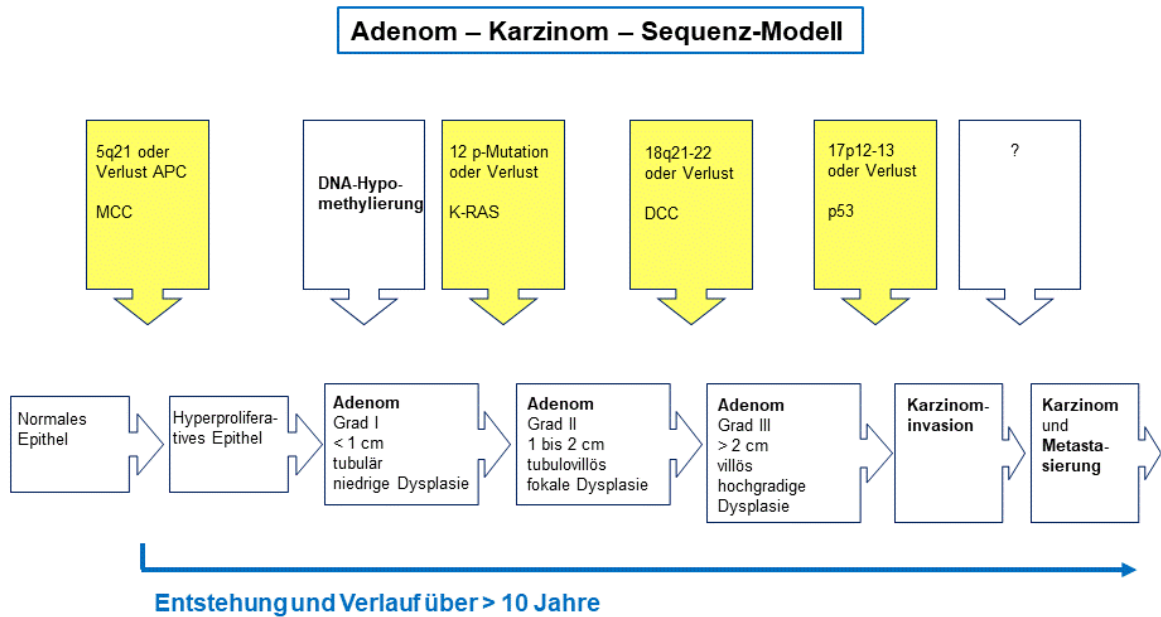 Adenom – Karzinom – Sequenz-Modell
5q21 oder
Verlust APC
MCC
DNA-Hypo-
methylierung
12 p-Mutation
oder Verlust
K-RAS
18q21-22
oder Verlust
DCC
17p12-13
oder Verlust
p53
?
Normales
Epithel
Hyperprolifera-
tives Epithel
Adenom
Grad I
< 1 cm
tubulär
niedrige Dysplasie
Adenom
Grad II
1 bis 2 cm
tubulovillös
fokale Dysplasie
Adenom
Grad III
> 2 cm
villös
hochgradige
Dysplasie
Karzinom-
invasion
Karzinom
und
Metasta-
sierung
Entstehung und Verlauf über > 10 Jahre